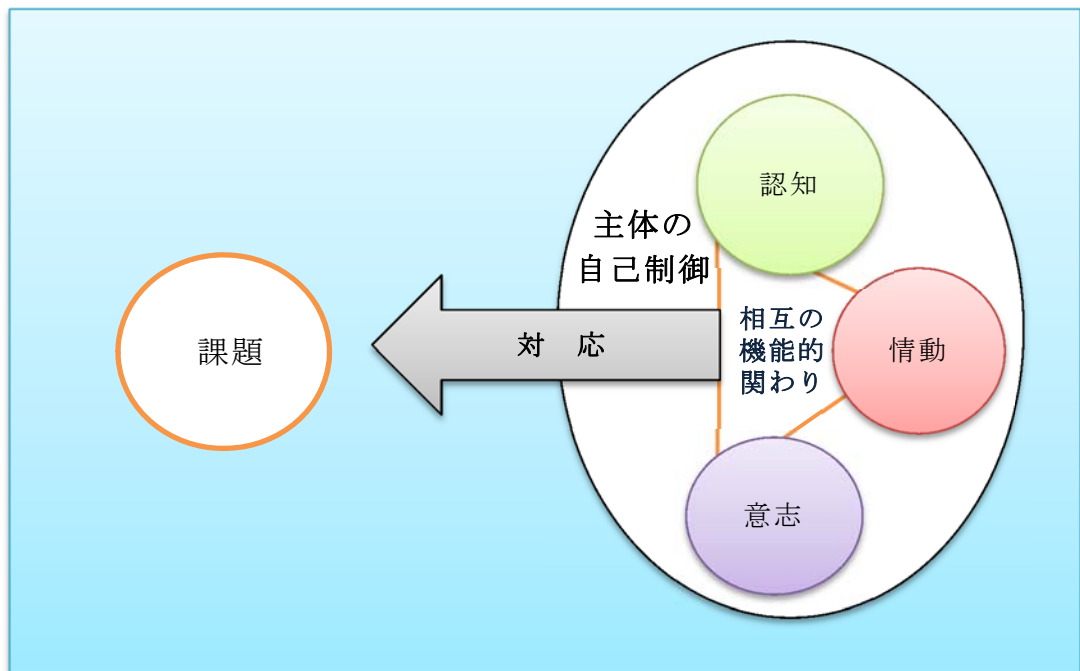 認知
主体の
自己制御
相互の
機能的
関わり
対 応
課題
情動
意志